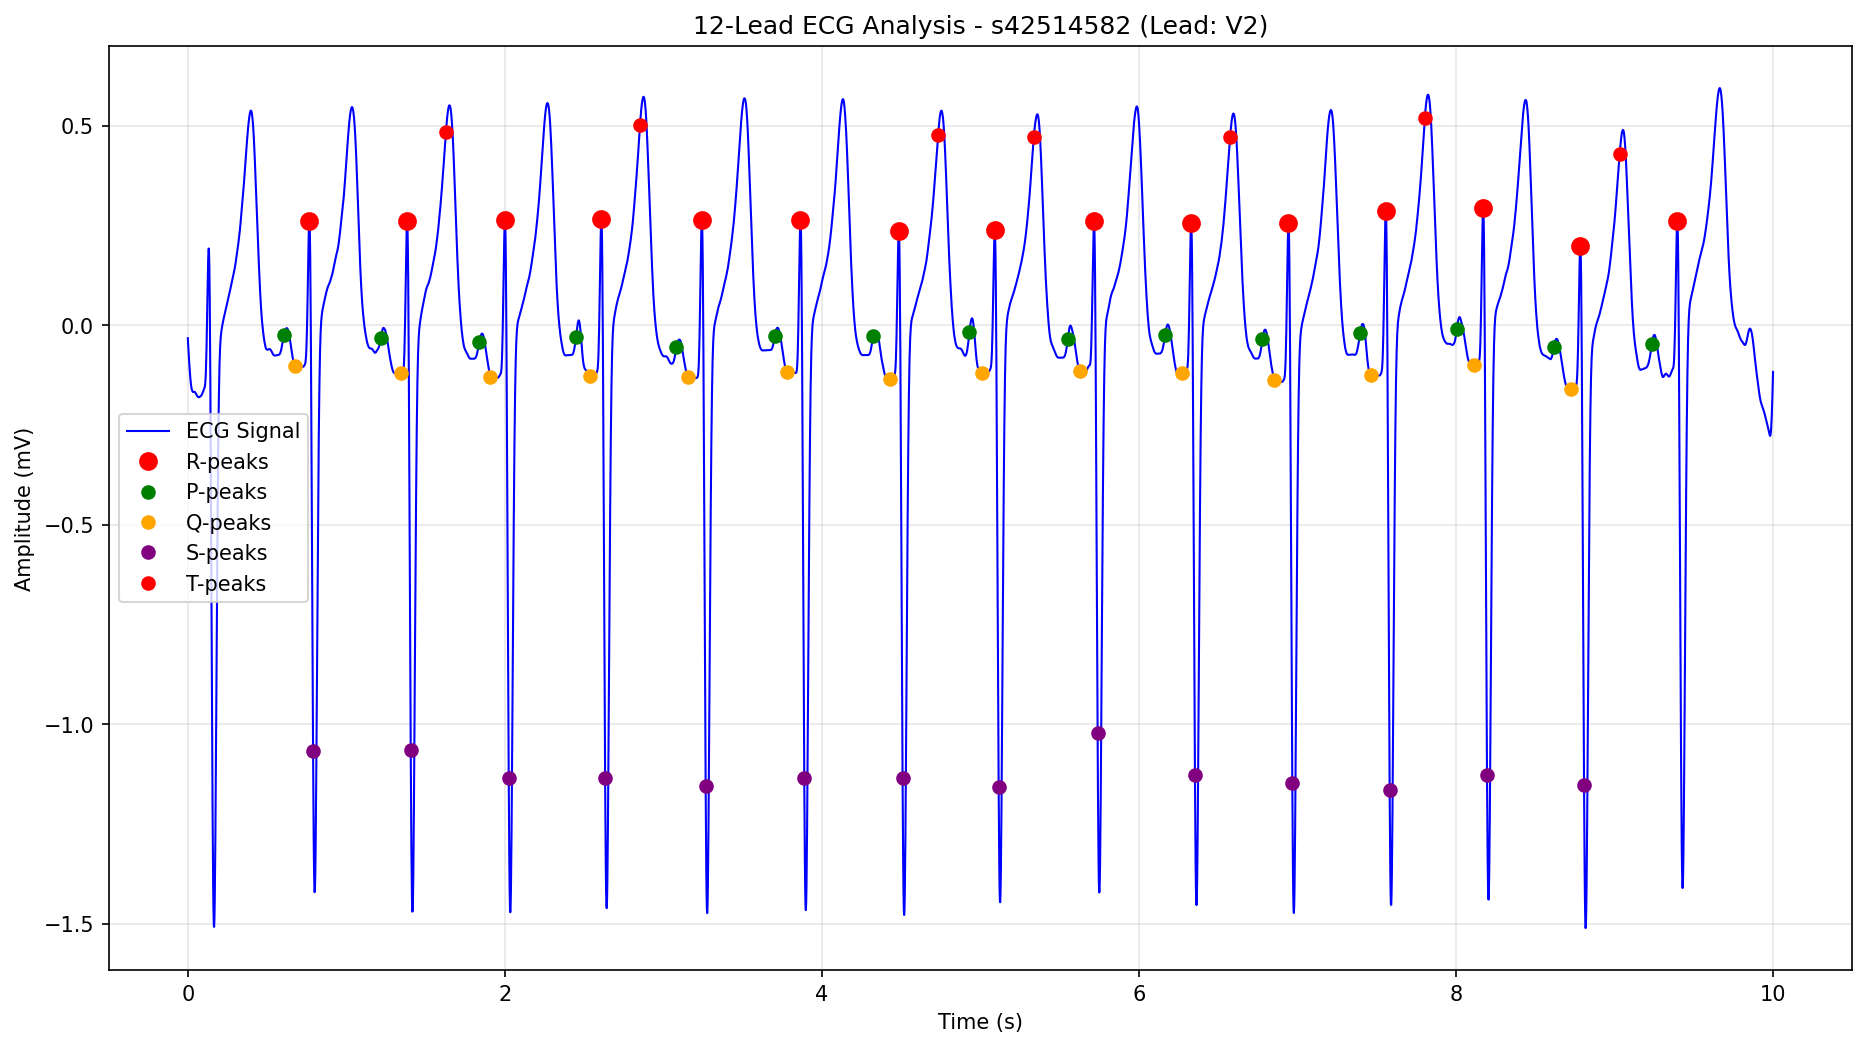 12-Lead ECG Analysis - s42514582 (Lead: V2)
Amplitude (mV)
0.5
0.0
−0.5
−1.0
−1.5
ECG Signal
R-peaks
P-peaks
Q-peaks
S-peaks
T-peaks
0 2 4 6 8 10
Time (s)